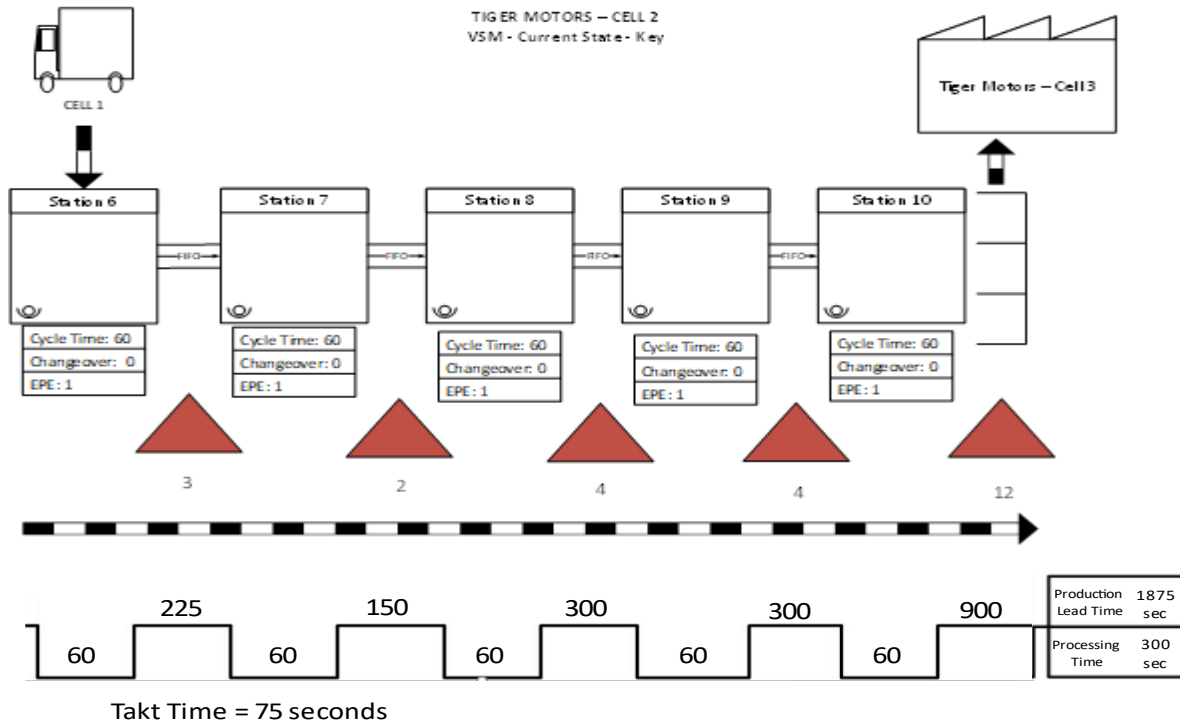 TIGER MOTORS – CELL 2
VSM - Current State - Key
CELL 1
Tiger Motors – Cell 3
Station 6
Station 7
Station 8
Station 9
Station 10
FIFO
FIFO
FIFO
FIFO
Cycle Time: 60
Changeover: 0
EPE: 1
Cycle Time: 60
Changeover: 0
EPE: 1
Cycle Time: 60
Changeover: 0
EPE: 1
Cycle Time: 60
Changeover: 0
EPE: 1
Cycle Time: 60
Changeover: 0
EPE: 1
3
2
4
4
12
225
150
300
300
900
60
60
60
60
60
Production
Lead Time
1875
sec
Processing
Time
300
sec
Takt Time = 75 seconds